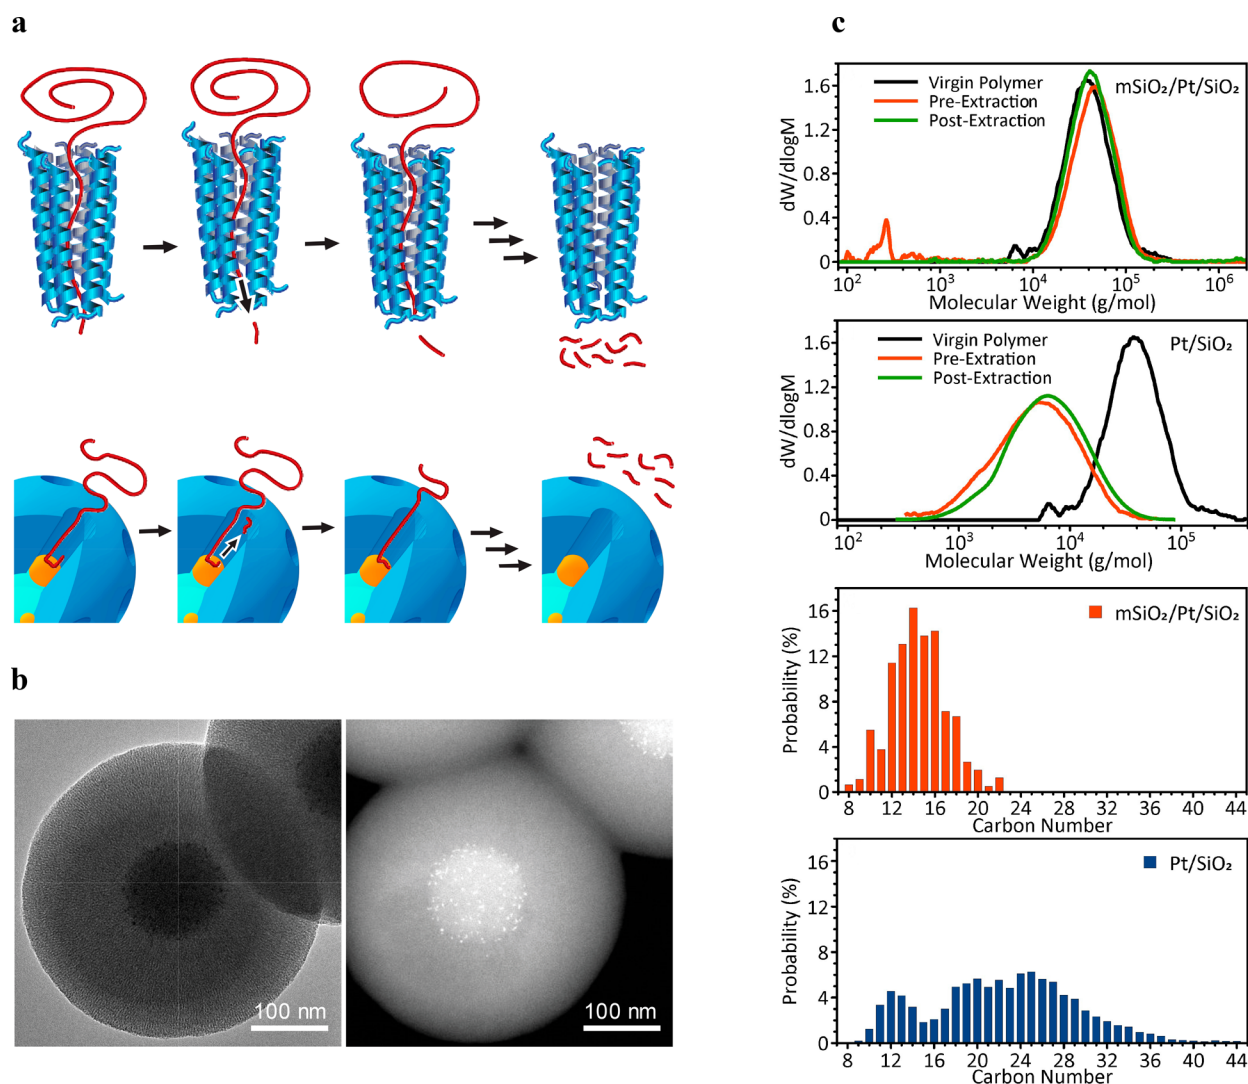 a
b
100 nm
100 nm
c
1.6
1.2
0.8
0.4
0
dW/dlogM
Virgin Polymer
Pre-Extraction
Post-Extraction
mSiO₂/Pt/SiO₂
10² 10³ 10⁴ 10⁵ 10⁶
Molecular Weight (g/mol)
1.6
1.2
0.8
0.4
0
dW/dlogM
Virgin Polymer
Pre-Extration
Post-Extraction
Pt/SiO₂
10² 10³ 10⁴ 10⁵
Molecular Weight (g/mol)
16
12
8
4
0
Probability (%)
mSiO₂/Pt/SiO₂
8 12 16 20 24 28 32 36 40 44
Carbon Number
16
12
8
4
0
Probability (%)
Pt/SiO₂
8 12 16 20 24 28 32 36 40 44
Carbon Number